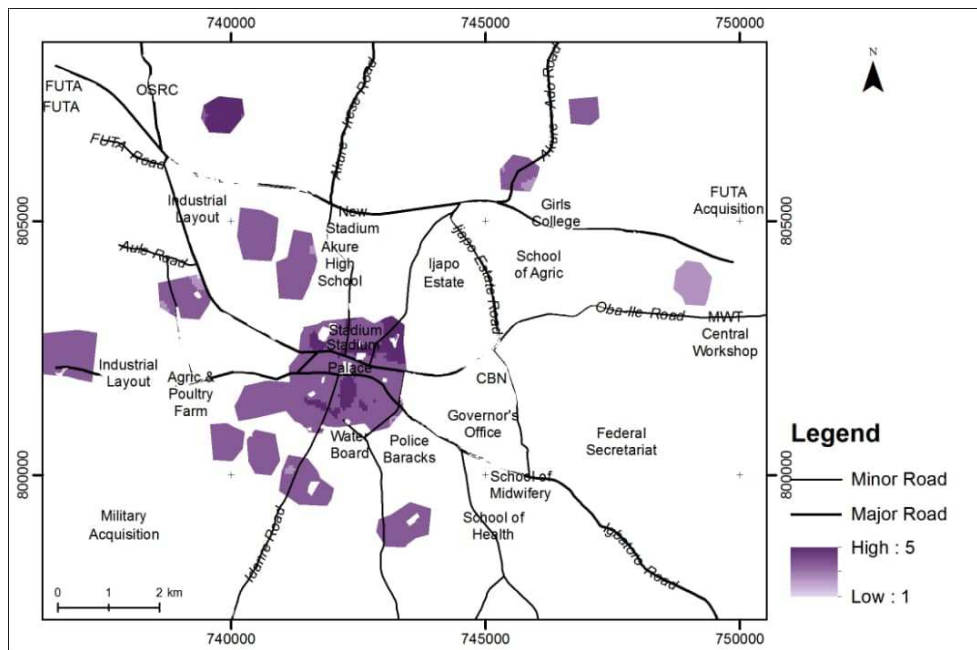 740000
745000
750000
N
FUTA
FUTA
OSRC
FUTA Road
Akure Irese Road
Akure Ado Road
805000
805000
Industrial
Layout
New
Stadium
Girls
College
FUTA
Acquisition
Aule Road
Akure
High
School
Ijapo
Estate
Ijapo Estate Road
School
of Agric
Oba-Ile Road
MWT
Central
Workshop
Stadium
Stadium
Palace
Industrial
Layout
Agric &
Poultry
Farm
CBN
Governor's
Office
Water
Board
Police
Baracks
Federal
Secretariat
800000
800000
School of
Midwifery
School of
Health
Military
Acquisition
Idanre Road
Igbatoro Road
0 1 2 km
740000
745000
750000
Legend
Minor Road
Major Road
High : 5
Low : 1